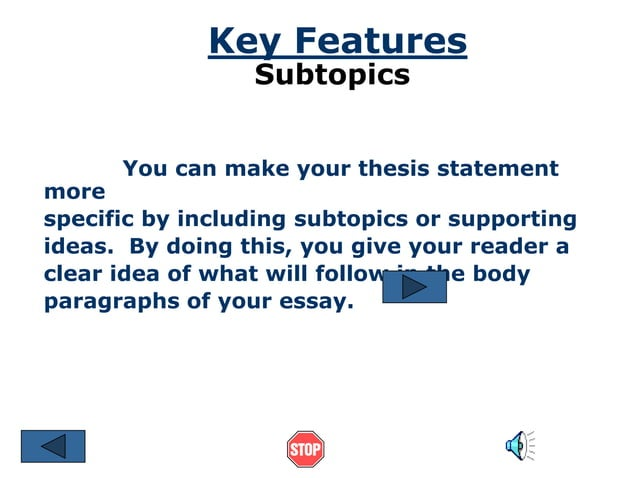 Key Features
Subtopics
You can make your thesis statement
more
specific by including subtopics or supporting
ideas. By doing this, you give your reader a
clear idea of what will follow in the body
paragraphs of your essay.
STOP